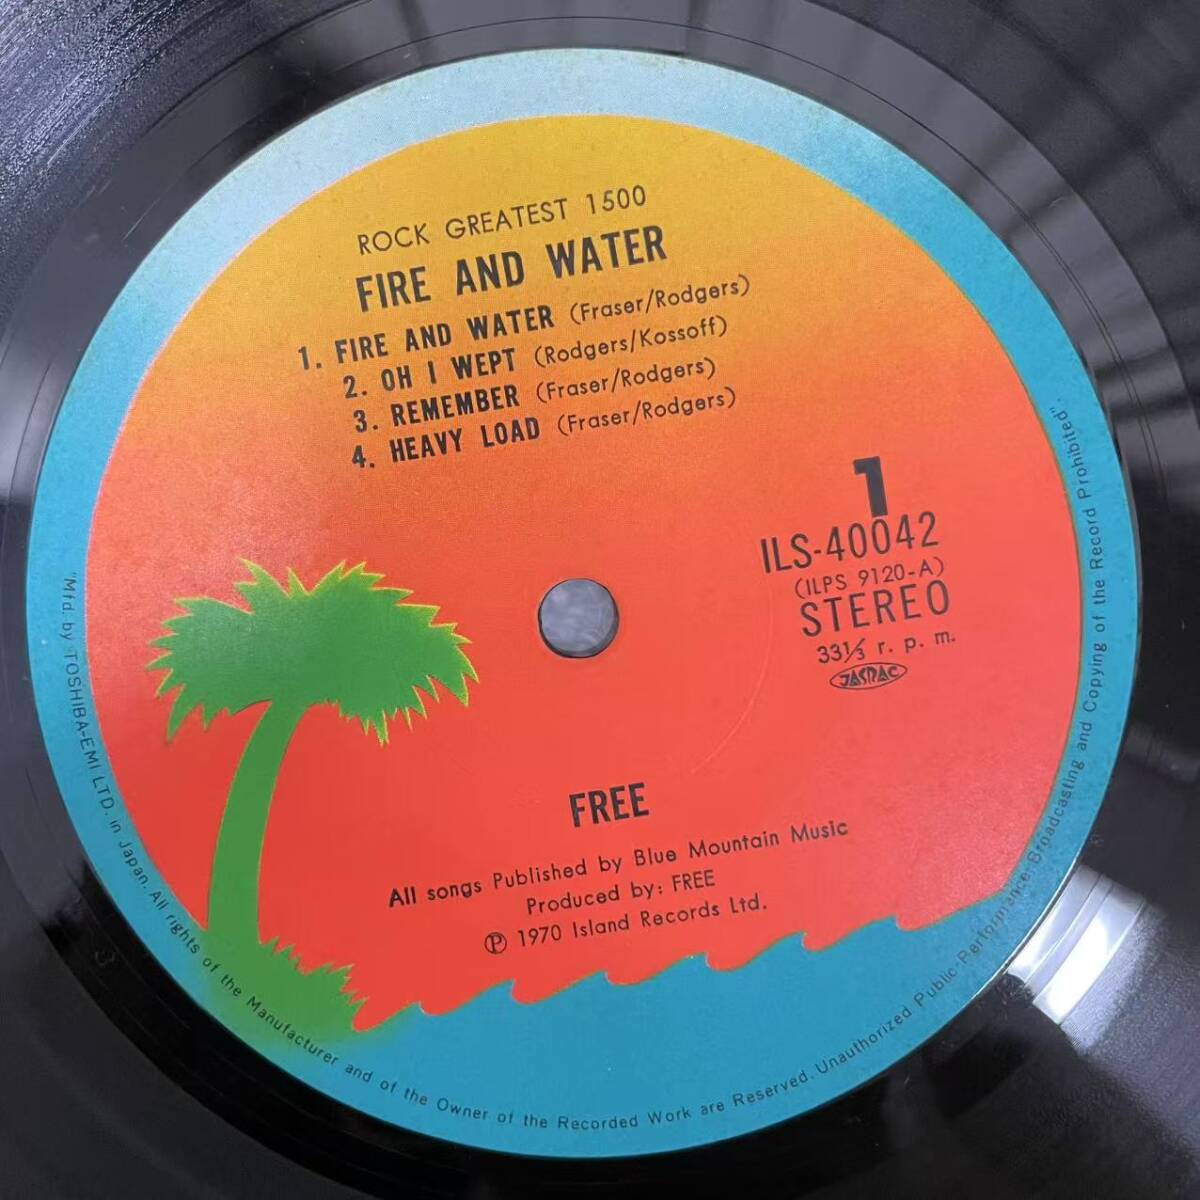 ROCK GREATEST 1500
FIRE AND WATER
1. FIRE AND WATER (Fraser/Rodgers)
2. OH I WEPT (Rodgers/Kossoff)
3. REMEMBER (Fraser/Rodgers)
4. HEAVY LOAD (Fraser/Rodgers)
1
ILS-40042
(ILPS 9120-A)
STEREO
33⅓ r. p. m.
JASRAC
FREE
All songs Published by Blue Mountain Music
Produced by: FREE
℗ 1970 Island Records Ltd.
"Mfd. by TOSHIBA-EMI LTD. in Japan. All rights of the Manufacturer and of the Owner of the Recorded Work are Reserved. Unauthorized Public-Performance Broadcasting and Copying of the Record Prohibited".